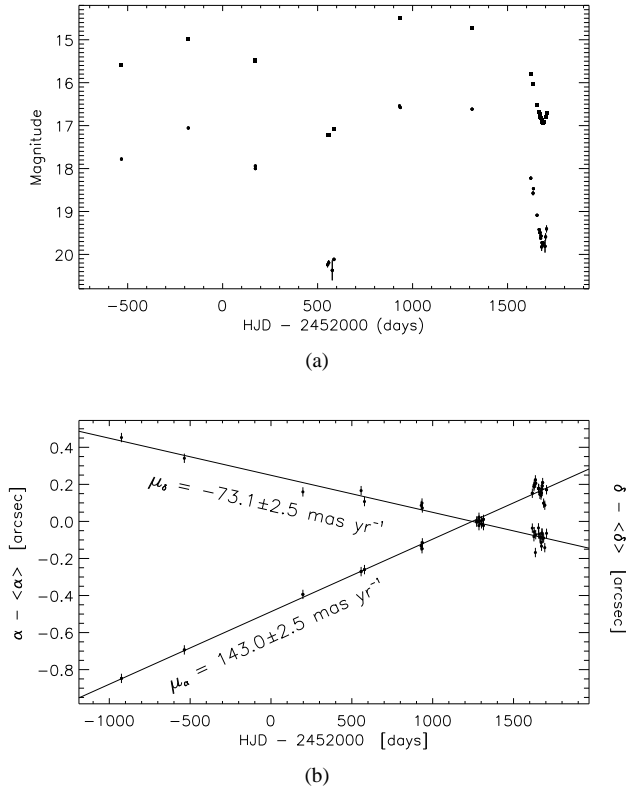 15
16
17
18
19
20
Magnitude
-500 0 500 1000 1500
HJD - 2452000 (days)
(a)
0.4
0.2
0.0
-0.2
-0.4
-0.6
-0.8
α - <α> [arcsec]
μδ = -73.1±2.5 mas yr⁻¹
μα = 143.0±2.5 mas yr⁻¹
δ - <δ> [arcsec]
-1000 -500 0 500 1000 1500
HJD - 2452000 [days]
(b)